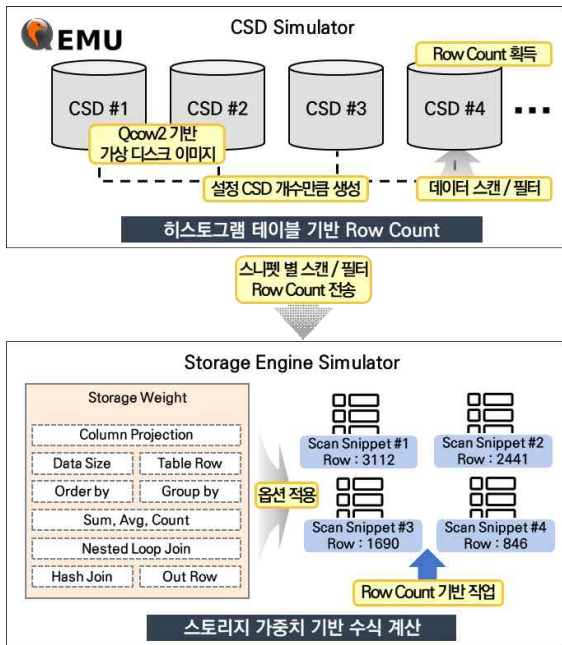 QEMU
CSD Simulator
Row Count 획득
CSD #1
CSD #2
CSD #3
CSD #4
...
Qcow2 기반
가상 디스크 이미지
설정 CSD 개수만큼 생성
데이터 스캔 / 필터
히스토그램 테이블 기반 Row Count
스니펫 별 스캔 / 필터
Row Count 전송
Storage Engine Simulator
Storage Weight
Column Projection
Data Size
Table Row
Order by
Group by
Sum, Avg, Count
Nested Loop Join
Hash Join
Out Row
옵션 적용
Scan Snippet #1
Row : 3112
Scan Snippet #2
Row : 2441
Scan Snippet #3
Row : 1690
Scan Snippet #4
Row : 846
Row Count 기반 작업
스토리지 가중치 기반 수식 계산